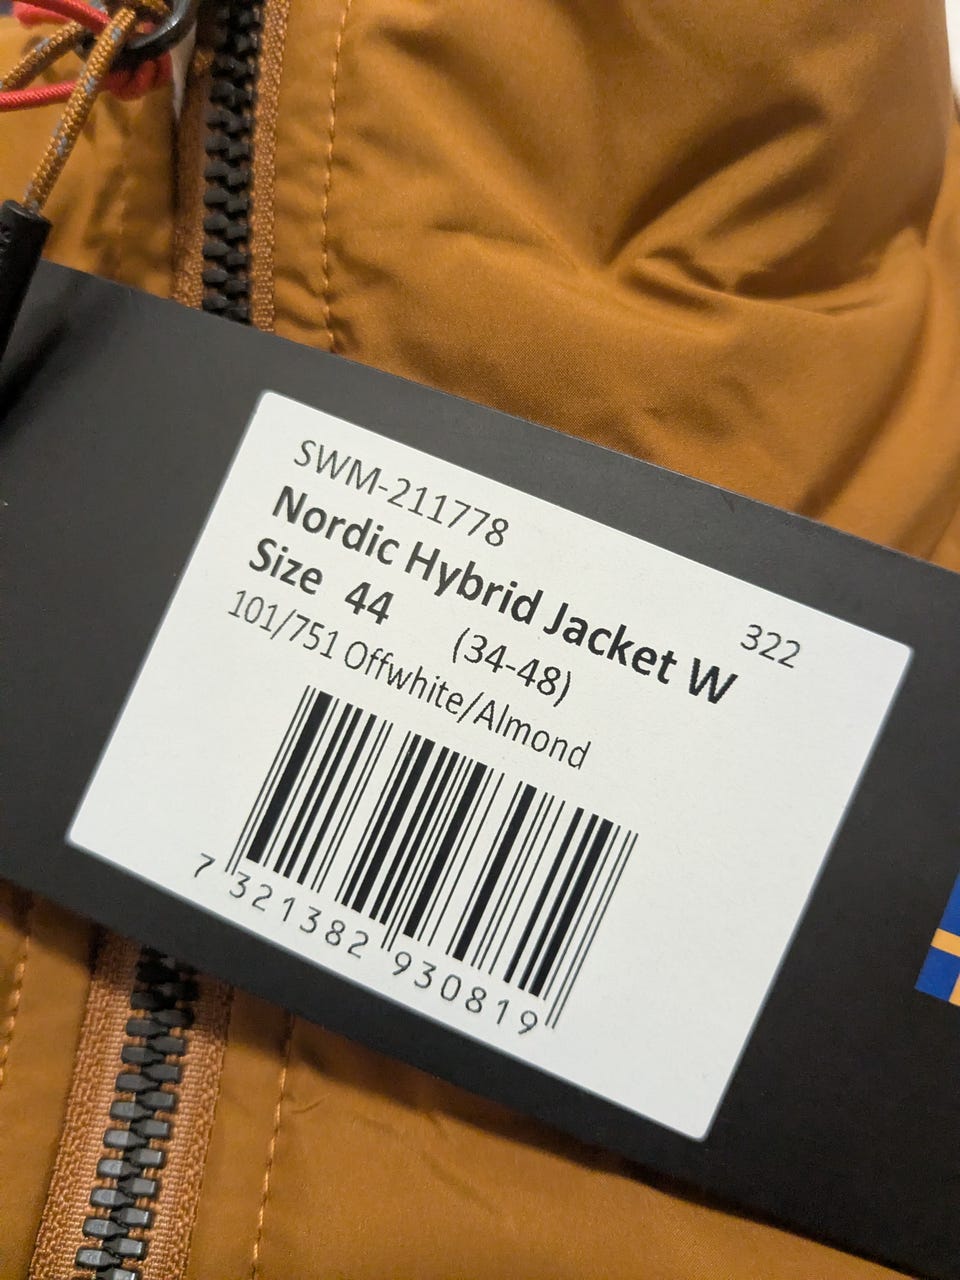 SWM-211778
Nordic Hybrid Jacket W 322
Size 44 (34-48)
101/751 Offwhite/Almond
7 321382 930819